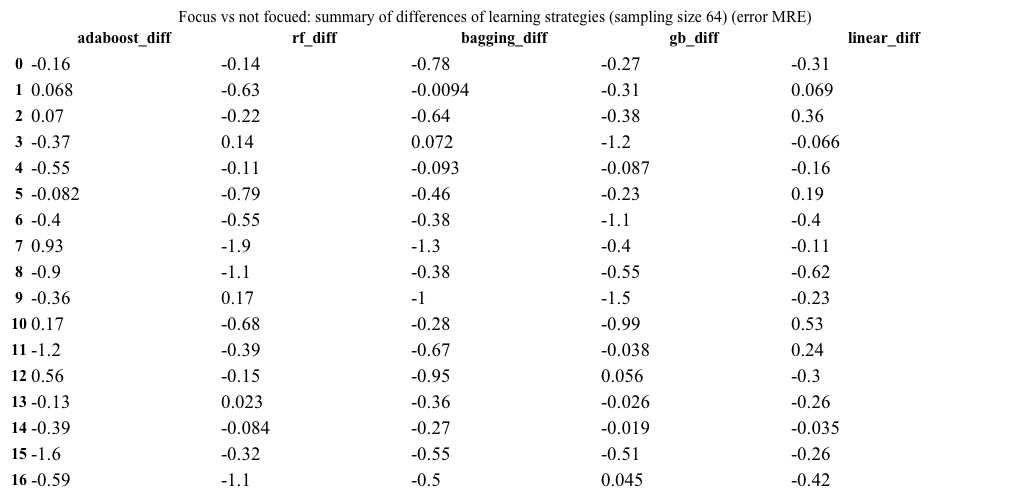 Focus vs not focued: summary of differences of learning strategies (sampling size 64) (error MRE)
adaboost_diff rf_diff bagging_diff gb_diff linear_diff
0 -0.16 -0.14 -0.78 -0.27 -0.31
1 0.068 -0.63 -0.0094 -0.31 0.069
2 0.07 -0.22 -0.64 -0.38 0.36
3 -0.37 0.14 0.072 -1.2 -0.066
4 -0.55 -0.11 -0.093 -0.087 -0.16
5 -0.082 -0.79 -0.46 -0.23 0.19
6 -0.4 -0.55 -0.38 -1.1 -0.4
7 0.93 -1.9 -1.3 -0.4 -0.11
8 -0.9 -1.1 -0.38 -0.55 -0.62
9 -0.36 0.17 -1 -1.5 -0.23
10 0.17 -0.68 -0.28 -0.99 0.53
11 -1.2 -0.39 -0.67 -0.038 0.24
12 0.56 -0.15 -0.95 0.056 -0.3
13 -0.13 0.023 -0.36 -0.026 -0.26
14 -0.39 -0.084 -0.27 -0.019 -0.035
15 -1.6 -0.32 -0.55 -0.51 -0.26
16 -0.59 -1.1 -0.5 0.045 -0.42